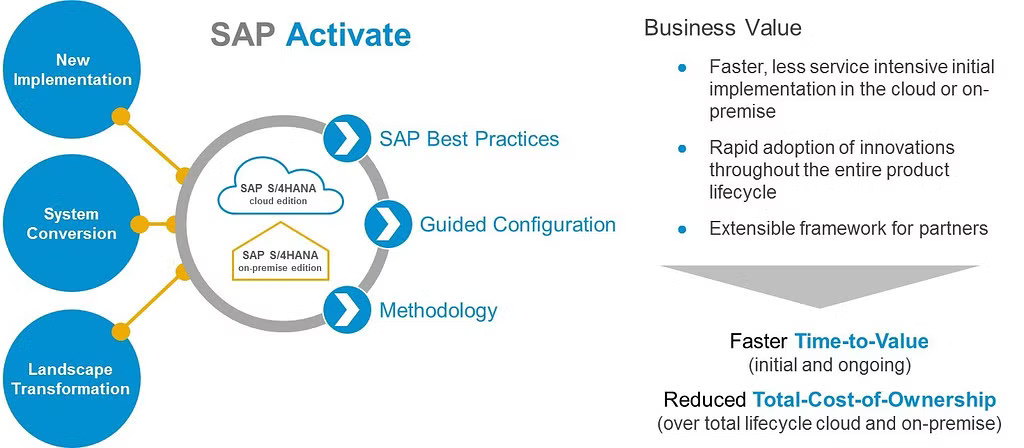 SAP Activate
New
Implementation
System
Conversion
Landscape
Transformation
SAP S/4HANA
cloud edition
SAP S/4HANA
on-premise edition
SAP Best Practices
Guided Configuration
Methodology
Business Value
Faster, less service intensive initial
implementation in the cloud or on-
premise
Rapid adoption of innovations
throughout the entire product
lifecycle
Extensible framework for partners
Faster Time-to-Value
(initial and ongoing)
Reduced Total-Cost-of-Ownership
(over total lifecycle cloud and on-premise)